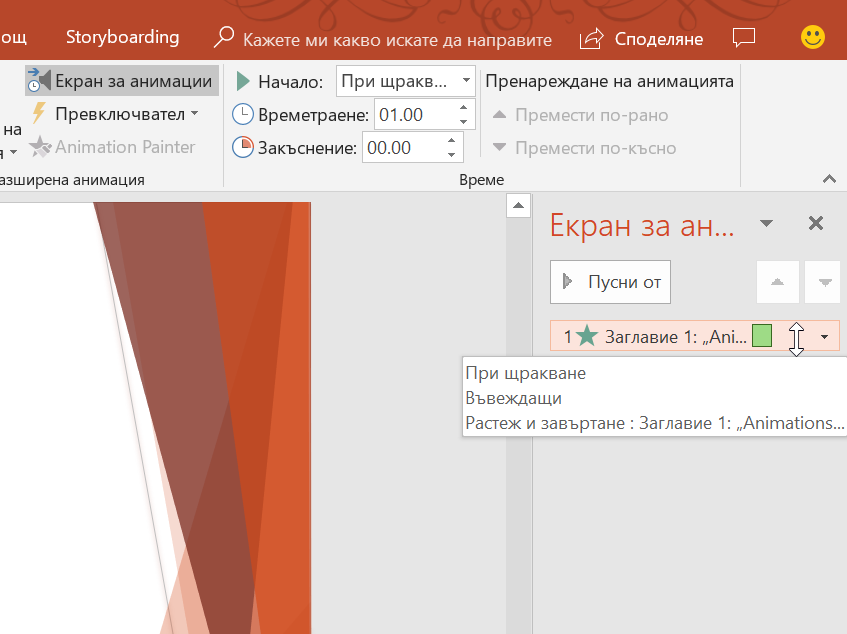 ощ Storyboarding Кажете ми какво искате да направите Споделяне
Екран за анимации
Превключвател
на
я
Animation Painter
азширена анимация
Начало: При щракв...
Времетраене: 01.00
Закъснение: 00.00
Време
Пренареждане на анимацията
Премести по-рано
Премести по-късно
Екран за ан...
Пусни от
1 Заглавие 1: „Ani...
При щракване
Въвеждащи
Растеж и завъртане : Заглавие 1: „Animations...